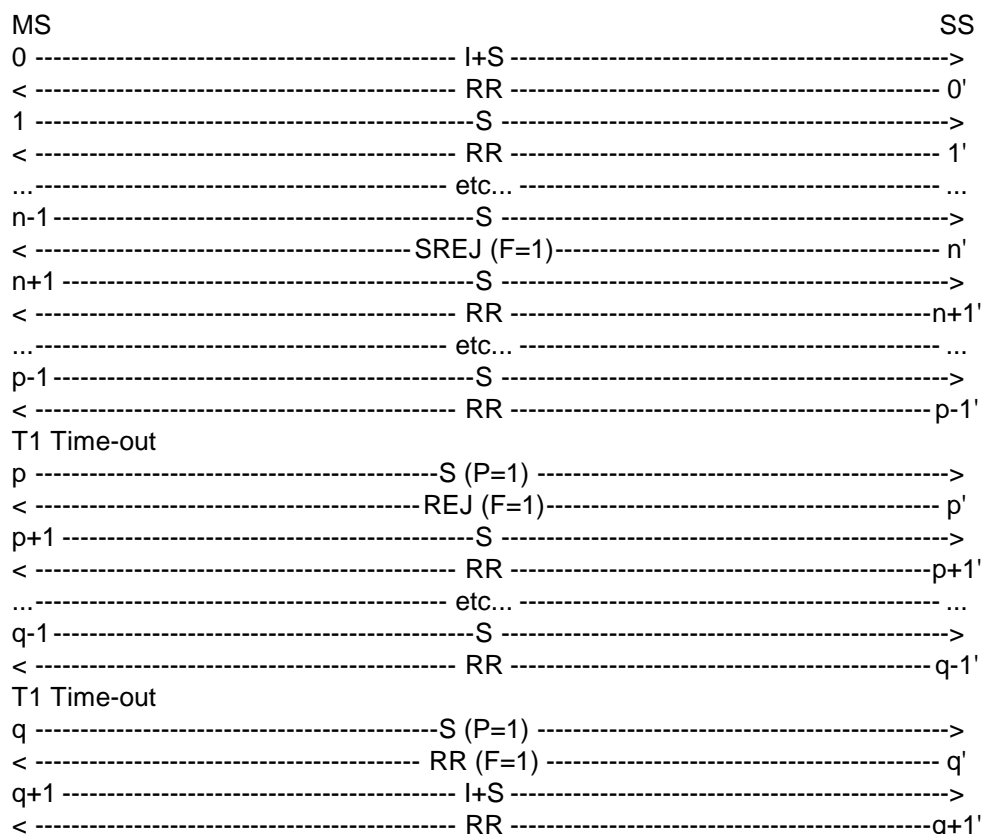 MS SS
0 ----------------------------------------------- I+S ------------------------------------------------->
< ----------------------------------------------- RR ------------------------------------------------ 0'
1 -------------------------------------------------S -------------------------------------------------->
< ----------------------------------------------- RR ------------------------------------------------ 1'
...---------------------------------------------- etc... ----------------------------------------------- ...
n-1-----------------------------------------------S -------------------------------------------------->
< ------------------------------------------SREJ (F=1)------------------------------------------- n'
n+1 ----------------------------------------------S -------------------------------------------------->
< ----------------------------------------------- RR -----------------------------------------------n+1'
...---------------------------------------------- etc... ----------------------------------------------- ...
p-1-----------------------------------------------S -------------------------------------------------->
< ----------------------------------------------- RR ----------------------------------------------- p-1'
T1 Time-out
p ---------------------------------------------S (P=1) ---------------------------------------------->
< -------------------------------------------REJ (F=1)-------------------------------------------- p'
p+1 ----------------------------------------------S -------------------------------------------------->
< ----------------------------------------------- RR -----------------------------------------------p+1'
...---------------------------------------------- etc... ----------------------------------------------- ...
q-1-----------------------------------------------S -------------------------------------------------->
< ----------------------------------------------- RR ----------------------------------------------- q-1'
T1 Time-out
q ---------------------------------------------S (P=1) ---------------------------------------------->
< ------------------------------------------- RR (F=1) -------------------------------------------- q'
q+1 -------------------------------------------- I+S ------------------------------------------------->
< ----------------------------------------------- RR -----------------------------------------------q+1'